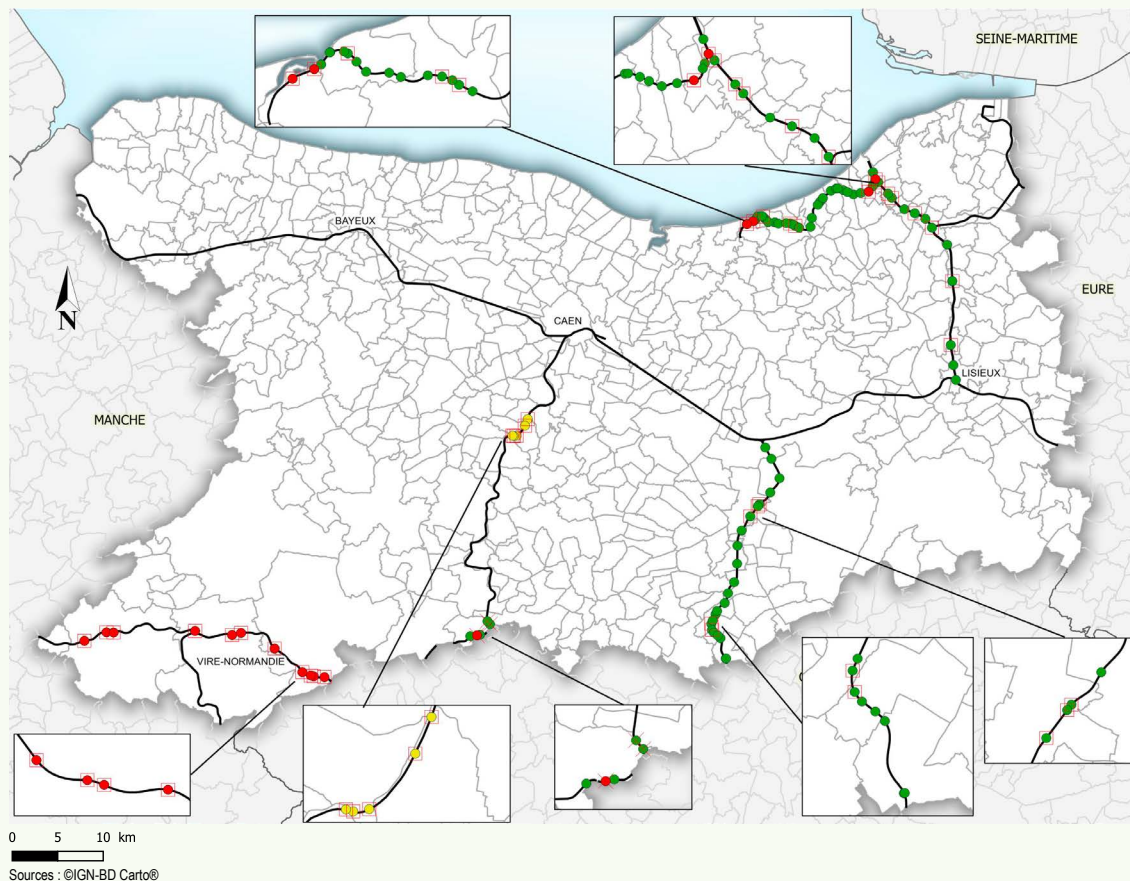 SEINE-MARITIME
BAYEUX
EURE
N
CAEN
LISIEUX
MANCHE
VIRE-NORMANDIE
0 5 10 km
Sources : ©IGN-BD Carto®